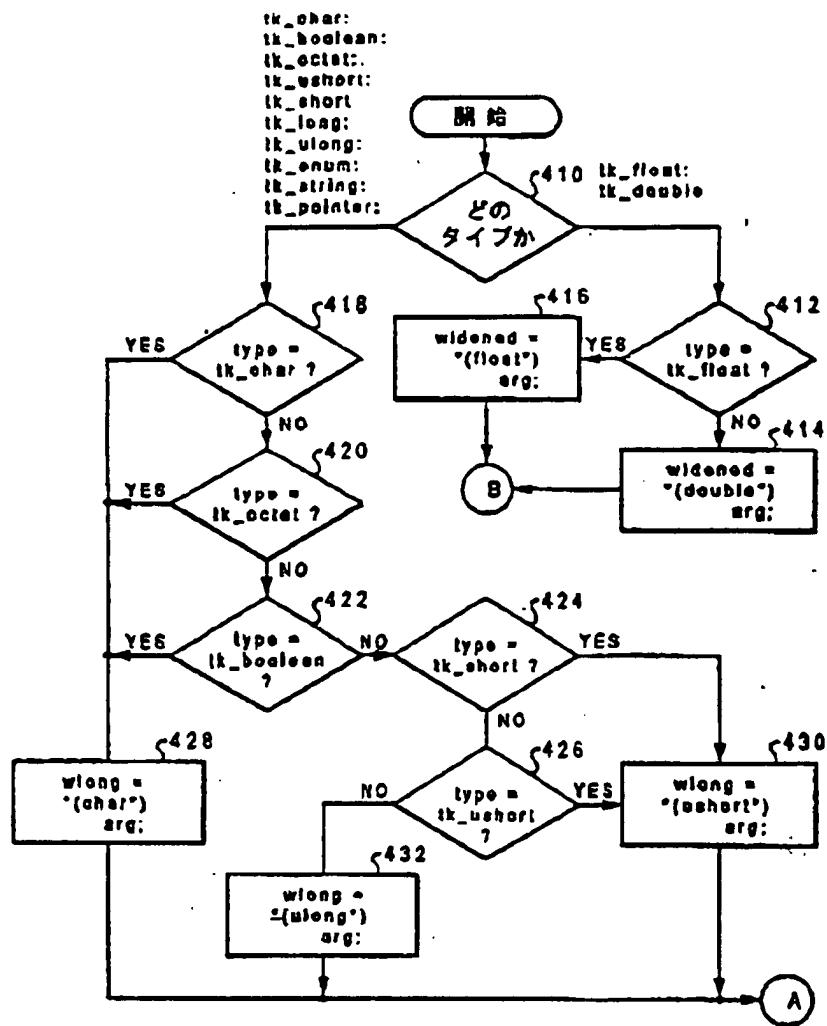 tk_char:
tk_boolean:
tk_octet:.
tk_ushort:
tk_short
tk_long:
tk_ulong:
tk_enum:
tk_string:
tk_pointer:
開始
410
tk_float:
tk_double
どの
タイプか
418
416
412
YES
type =
tk_char ?
widened =
"(float*)
arg;
YES
type =
tk_float ?
NO
NO
420
414
YES
type =
tk_octet ?
B
widened =
"(double*)
arg;
NO
422
424
YES
type =
tk_boolean
?
NO
type =
tk_short ?
YES
NO
428
426
430
wlong =
"(char*)
arg;
NO
type =
tk_ushort
?
YES
wlong =
"(ushort*)
arg;
432
wlong =
"(ulong*)
arg;
A